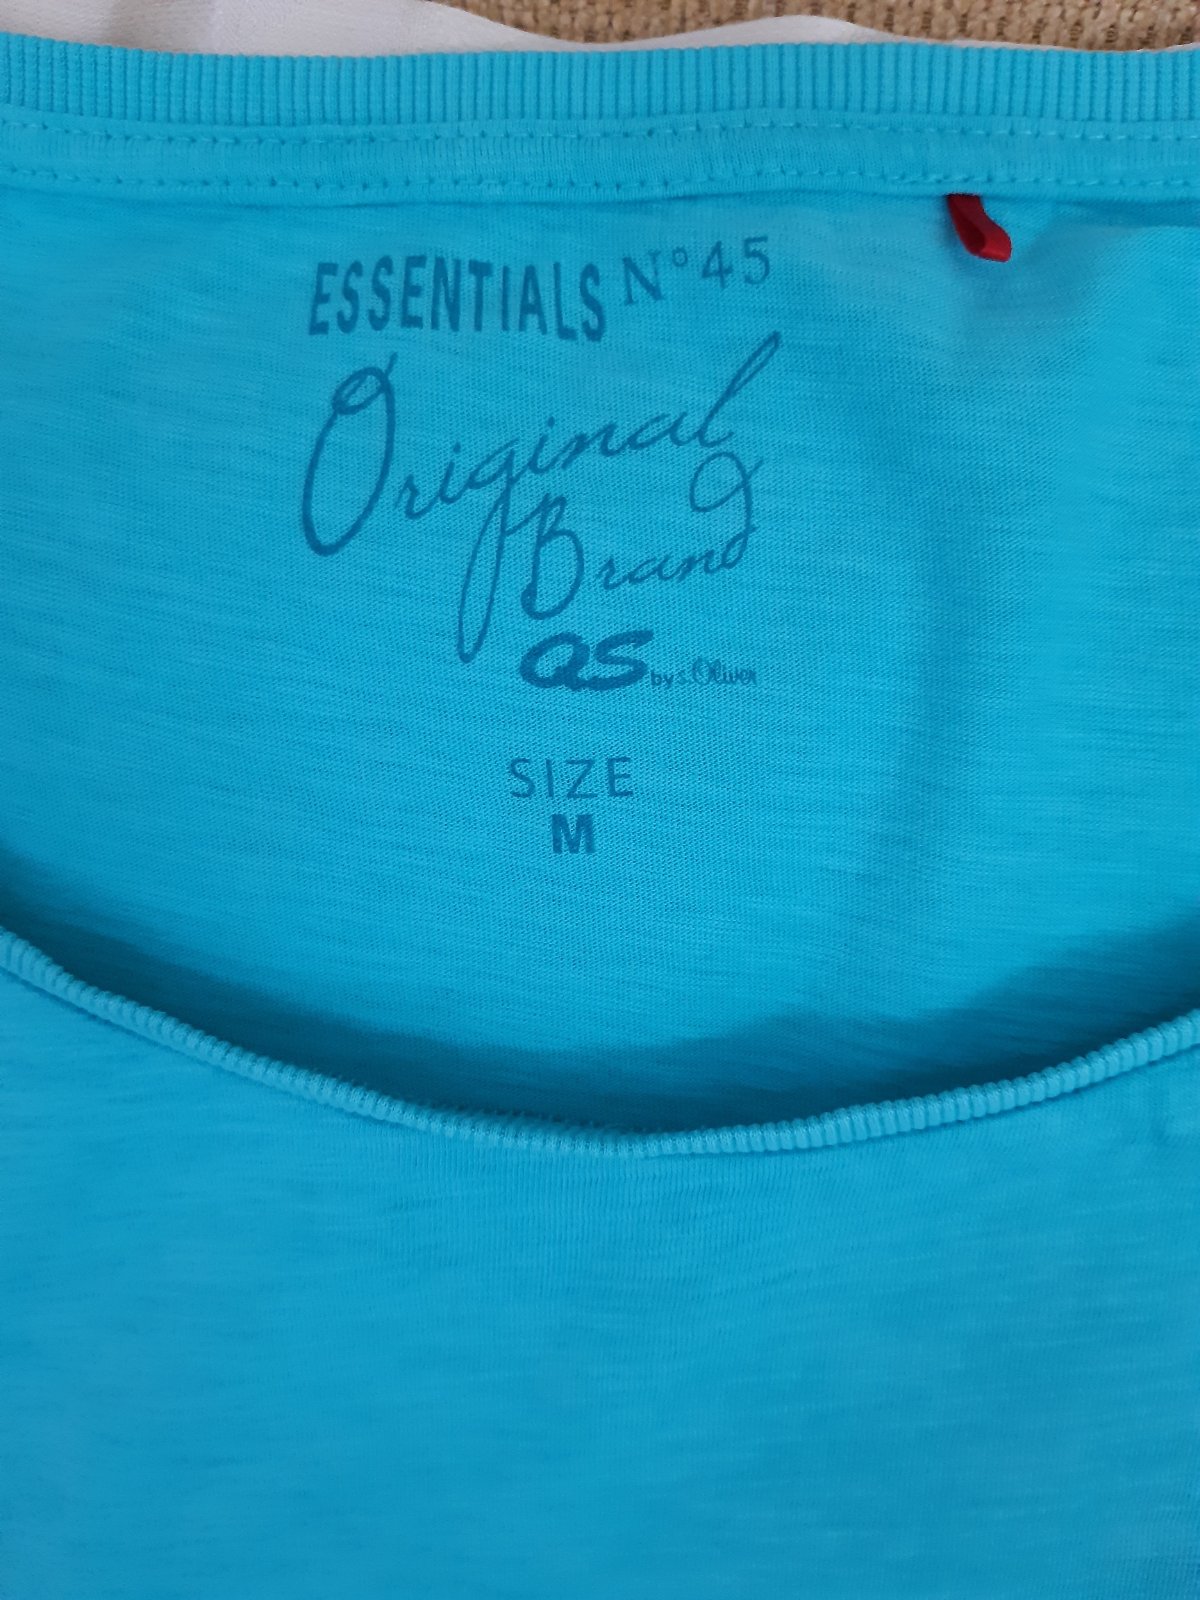 ESSENTIALS N° 45
Original
Brand
QS by s.Oliver
SIZE
M